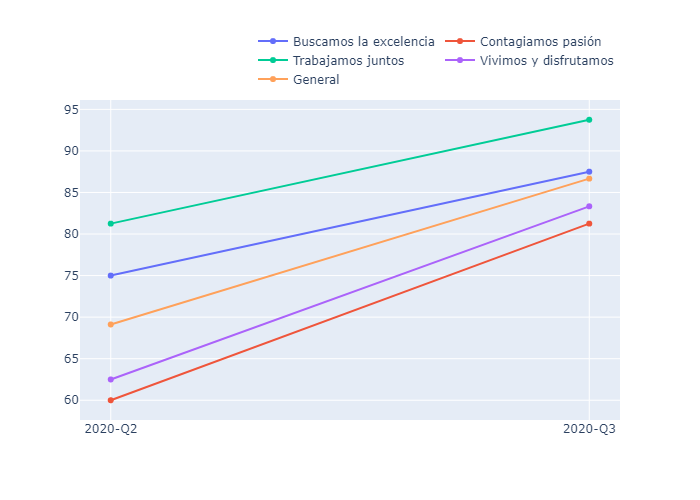 Buscamos la excelencia Contagiamos pasión
Trabajamos juntos Vivimos y disfrutamos
General
95
90
85
80
75
70
65
60
2020-Q2 2020-Q3